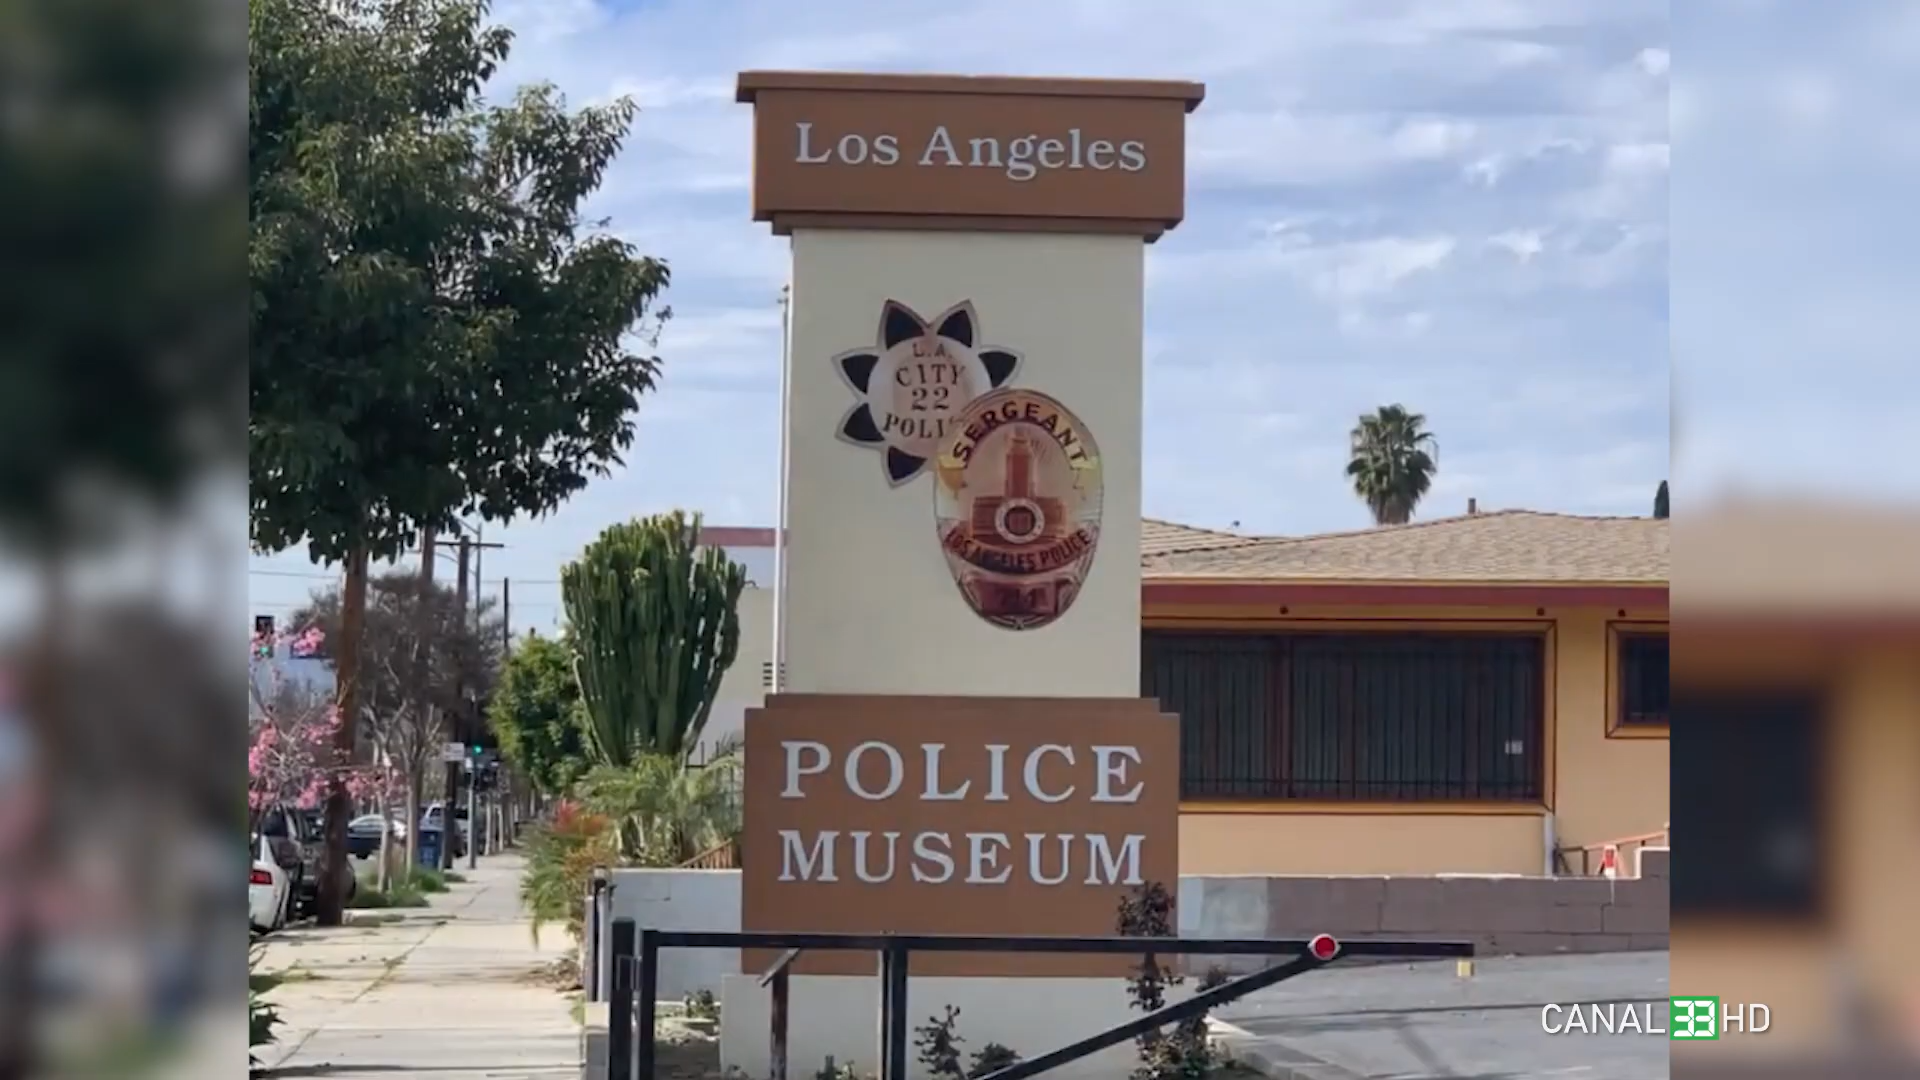 Los Angeles
L.A.
CITY
22
SERGEANT
LOS ANGELES POLICE
POLICE
MUSEUM
CANAL 33 HD